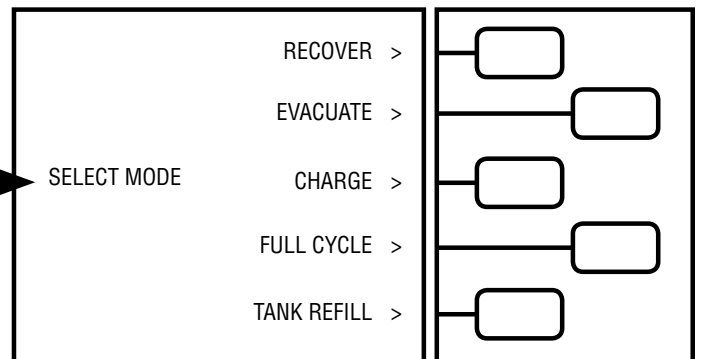 RECOVER >
EVACUATE >
SELECT MODE CHARGE >
FULL CYCLE >
TANK REFILL >